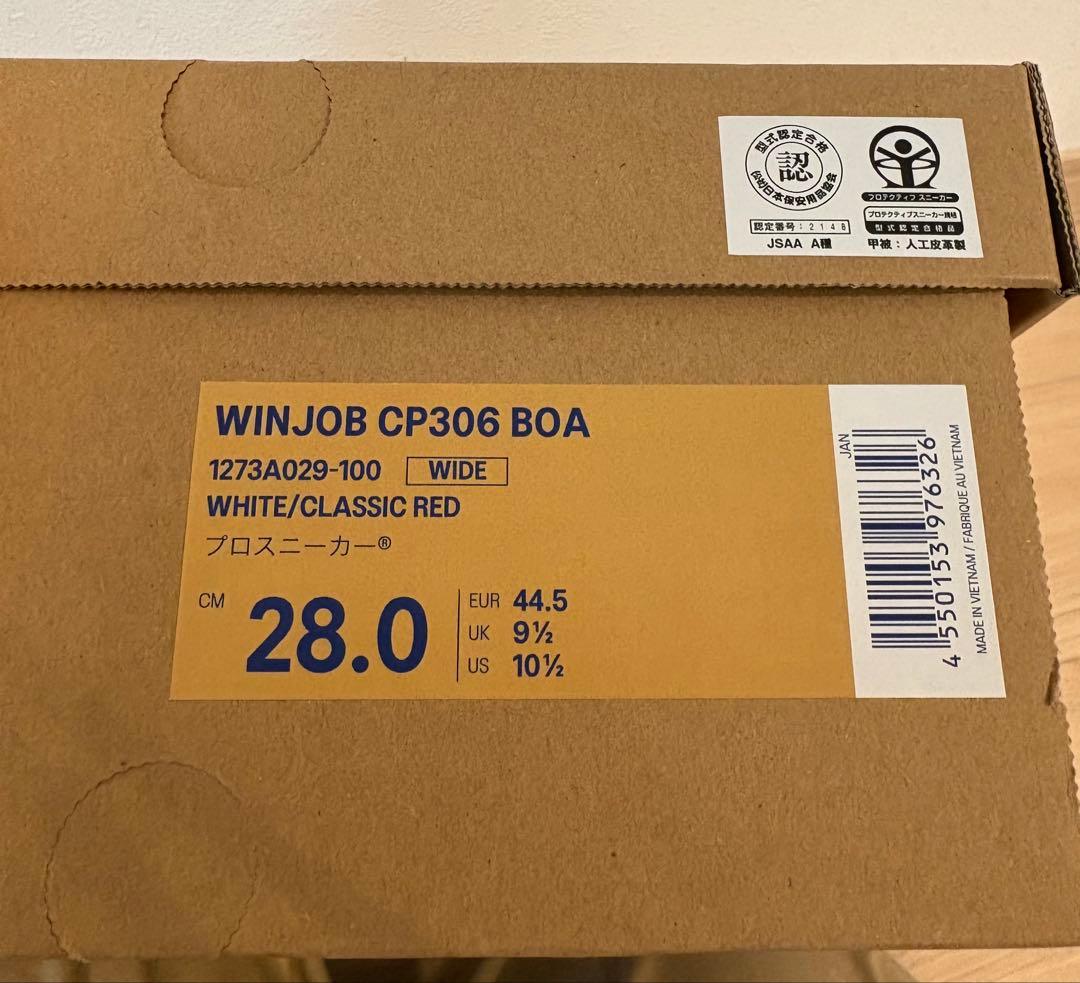 型式認定合格
認
(公社)日本保安用品協会
認定番号：2148
JSAA A種
プロテクティブ スニーカー
プロテクティブスニーカー規格
型式認定合格品
甲被：人工皮革製
WINJOB CP306 BOA
1273A029-100 WIDE
WHITE/CLASSIC RED
プロスニーカー®
CM 28.0
EUR 44.5
UK 9½
US 10½
JAN
4 550153 976326
MADE IN VIETNAM / FABRIQUE AU VIETNAM